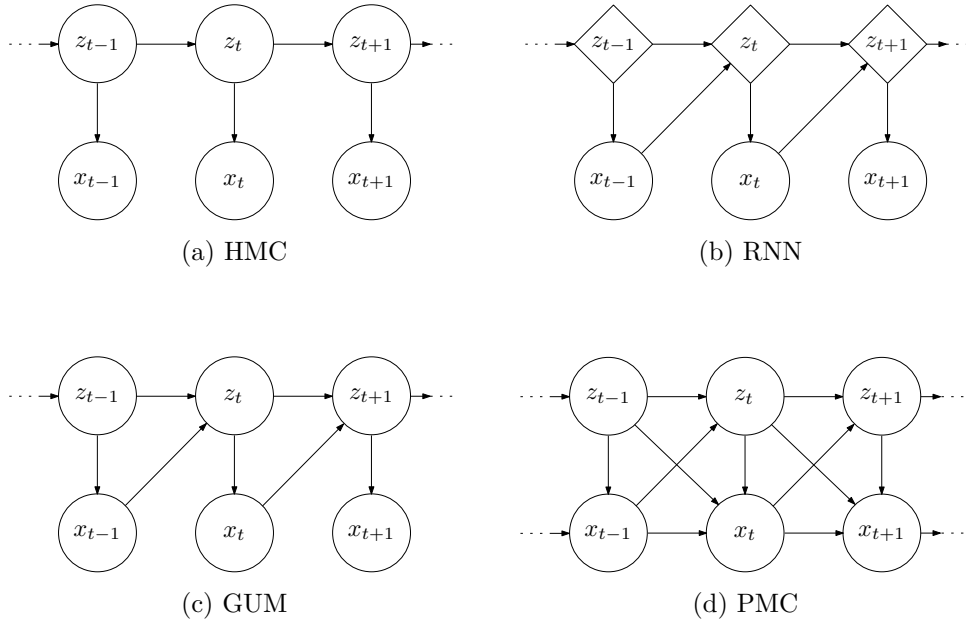 ... z_{t-1} z_t z_{t+1} ...
x_{t-1} x_t x_{t+1}
(a) HMC
... z_{t-1} z_t z_{t+1} ...
x_{t-1} x_t x_{t+1}
(b) RNN
... z_{t-1} z_t z_{t+1} ...
x_{t-1} x_t x_{t+1}
(c) GUM
... z_{t-1} z_t z_{t+1} ...
... x_{t-1} x_t x_{t+1} ...
(d) PMC